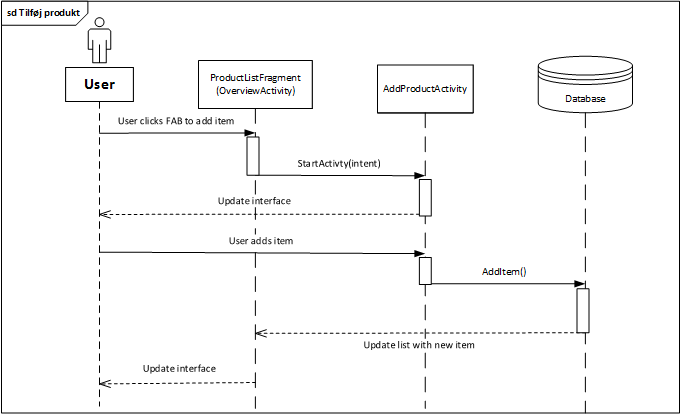 sd Tilføj produkt
User
ProductListFragment
(OverviewActivity)
AddProductActivity
Database
User clicks FAB to add item
StartActivty(intent)
Update interface
User adds item
AddItem()
Update list with new item
Update interface